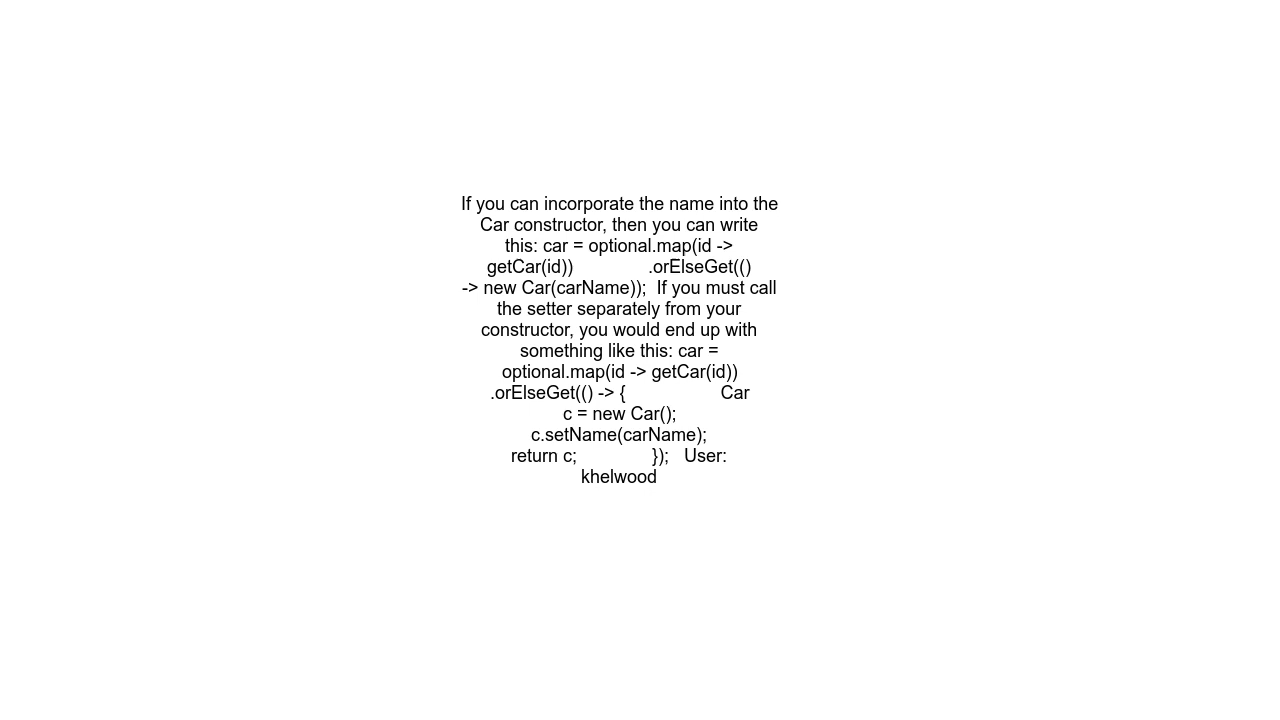 If you can incorporate the name into the
Car constructor, then you can write
this: car = optional.map(id ->
getCar(id))               .orElseGet(()
-> new Car(carName));  If you must call
the setter separately from your
constructor, you would end up with
something like this: car =
optional.map(id -> getCar(id))
.orElseGet(() -> {                   Car
c = new Car();
c.setName(carName);
return c;               });   User:
khelwood